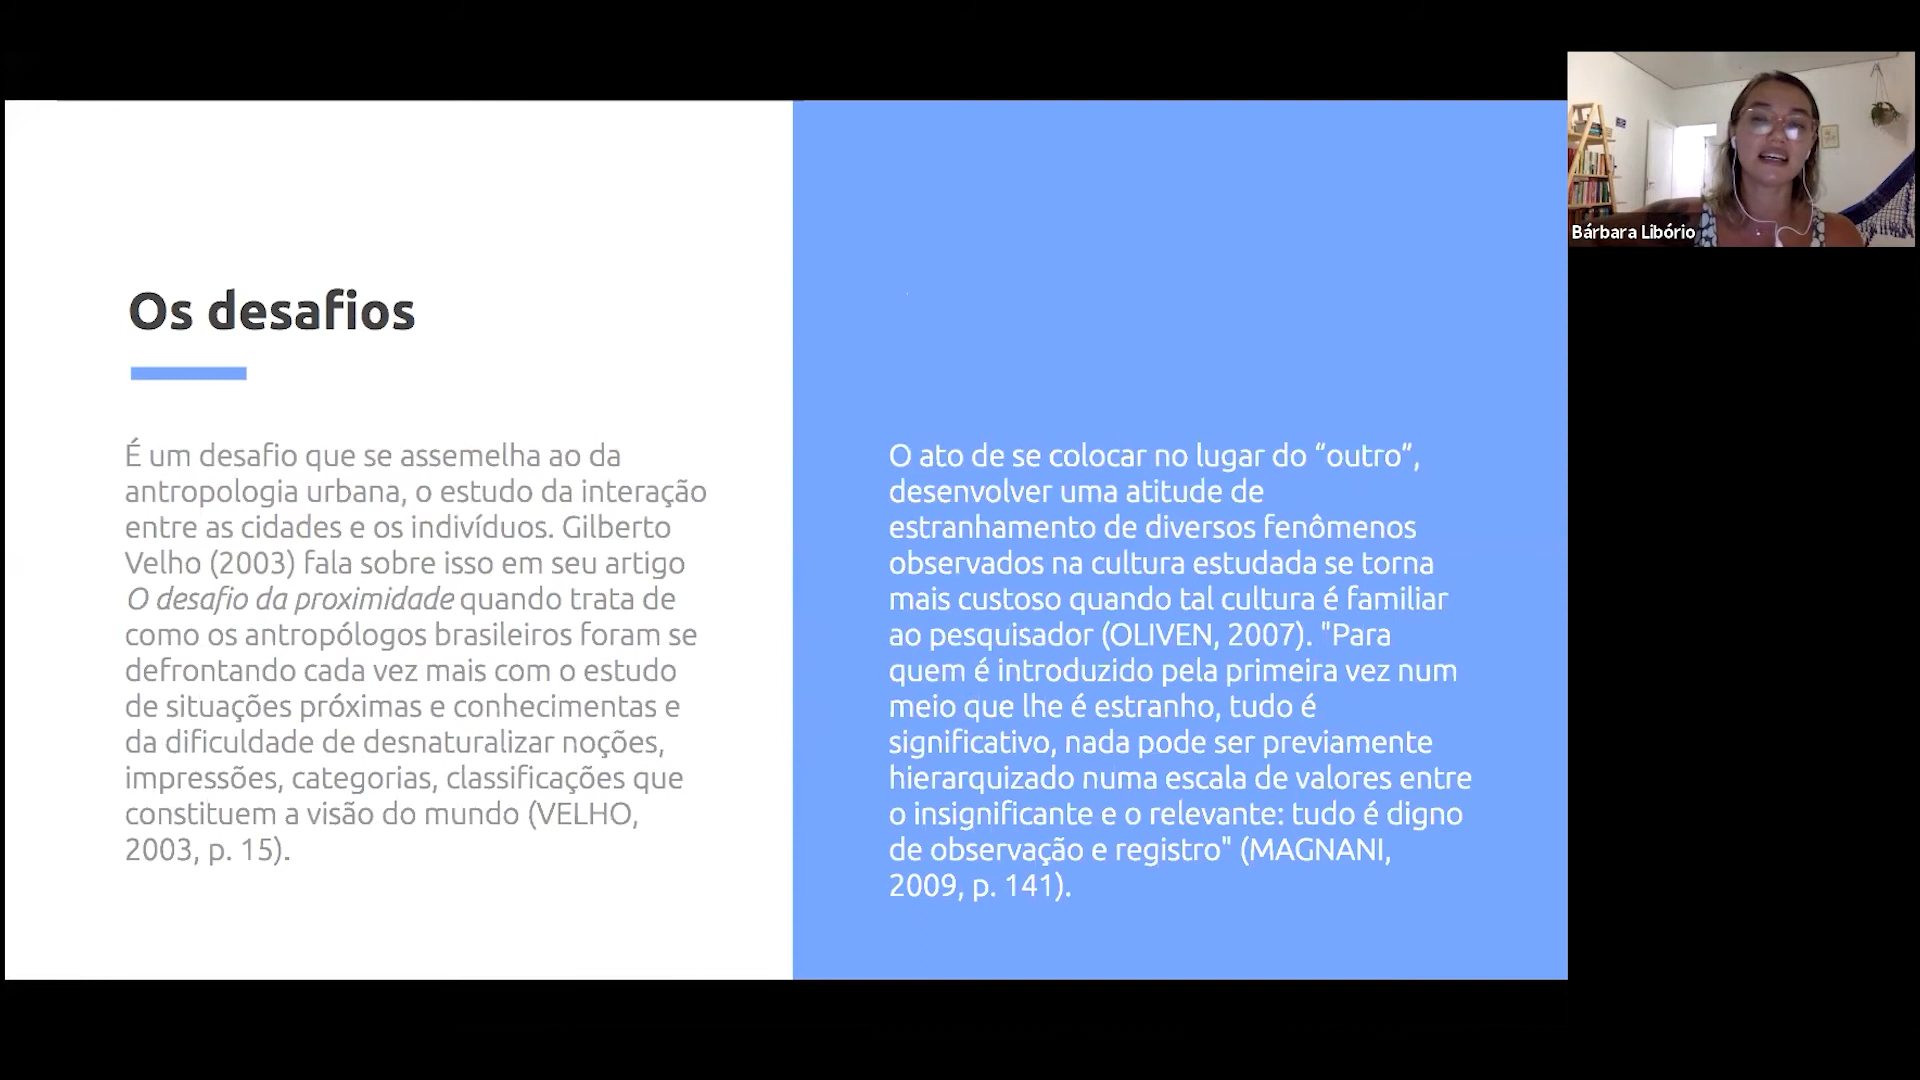 Os desafios
É um desafio que se assemelha ao da
antropologia urbana, o estudo da interação
entre as cidades e os indivíduos. Gilberto
Velho (2003) fala sobre isso em seu artigo
O desafio da proximidade quando trata de
como os antropólogos brasileiros foram se
defrontando cada vez mais com o estudo
de situações próximas e conhecimentas e
da dificuldade de desnaturalizar noções,
impressões, categorias, classificações que
constituem a visão do mundo (VELHO,
2003, p. 15).
O ato de se colocar no lugar do “outro”,
desenvolver uma atitude de
estranhamento de diversos fenômenos
observados na cultura estudada se torna
mais custoso quando tal cultura é familiar
ao pesquisador (OLIVEN, 2007). "Para
quem é introduzido pela primeira vez num
meio que lhe é estranho, tudo é
significativo, nada pode ser previamente
hierarquizado numa escala de valores entre
o insignificante e o relevante: tudo é digno
de observação e registro" (MAGNANI,
2009, p. 141).
Bárbara Libório